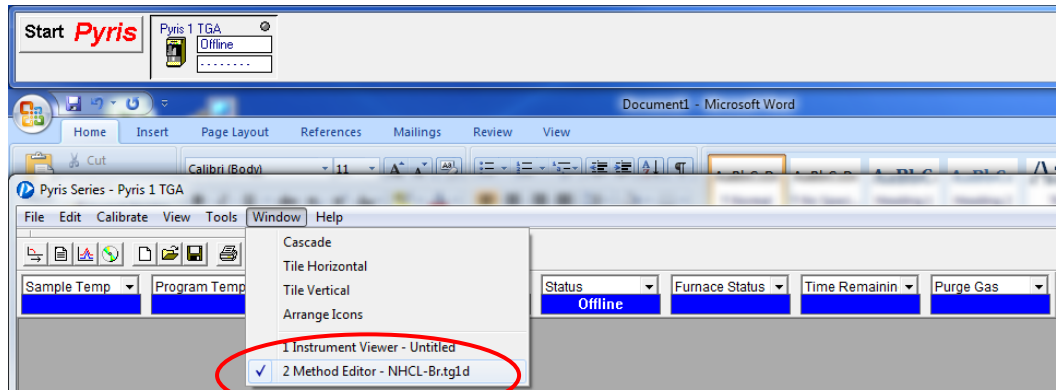 Start Pyris
Pyris 1 TGA
Offline
Document1 - Microsoft Word
Home Insert Page Layout References Mailings Review View
Cut
Calibri (Body) 11
Pyris Series - Pyris 1 TGA
File Edit Calibrate View Tools Window Help
Cascade
Tile Horizontal
Tile Vertical
Arrange Icons
1 Instrument Viewer - Untitled
2 Method Editor - NHCL-Br.tg1d
Sample Temp Program Temp Status Furnace Status Time Remainin Purge Gas
Offline